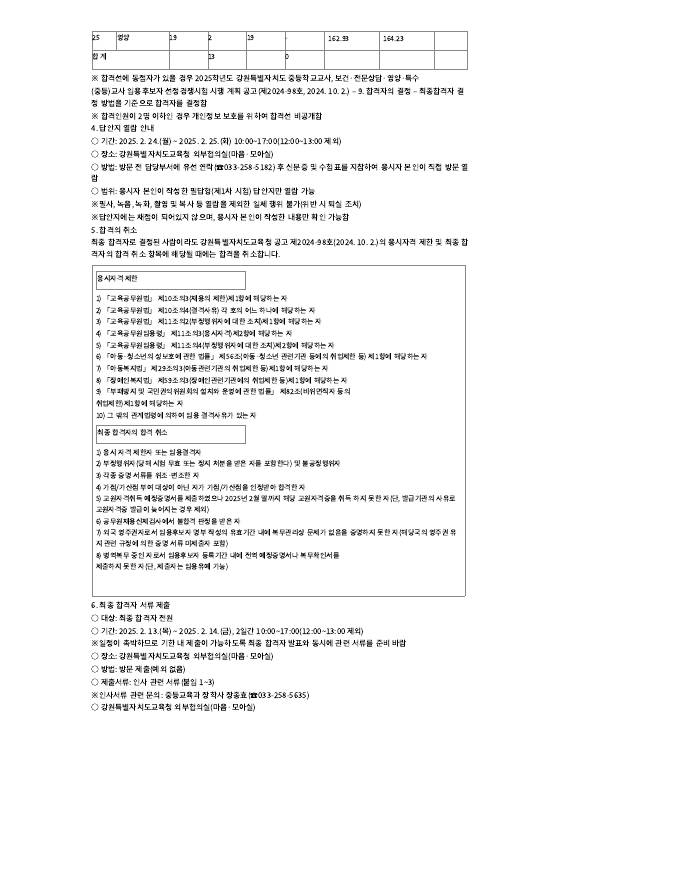 25 영양 19 2 19 - 162.93 164.23
합 계 13 0
※ 합격선에 동점자가 있을 경우 2025학년도 강원특별자치도 중등학교교사, 보건·전문상담·영양·특수
(중등)교사 임용후보자 선정경쟁시험 시행 계획 공고(제2024-98호, 2024. 10. 2.) – 9. 합격자의 결정 – 최종합격자 결
정 방법을 기준으로 합격자를 결정함
※ 합격인원이 2명 이하인 경우 개인정보 보호를 위하여 합격선 비공개함
4. 답안지 열람 안내
○ 기간: 2025. 2. 24.(월) ~ 2025. 2. 25.(화) 10:00~17:00(12:00~13:00 제외)
○ 장소: 강원특별자치도교육청 외부협의실(마음·모아실)
○ 방법: 방문 전 담당부서에 유선 연락(☎033-258-5182) 후 신분증 및 수험표를 지참하여 응시자 본인이 직접 방문 열
람
○ 범위: 응시자 본인이 작성한 필답형(제1차 시험) 답안지만 열람 가능
※필사, 녹음, 녹화, 촬영 및 복사 등 열람을 제외한 일체 행위 불가(위반 시 퇴실 조치)
※답안지에는 채점이 되어있지 않으며, 응시자 본인이 작성한 내용만 확인 가능함
5. 합격의 취소
최종 합격자로 결정된 사람이라도 강원특별자치도교육청 공고 제2024-98호(2024. 10. 2.)의 응시자격 제한 및 최종 합
격자의 합격 취소 항목에 해당될 때에는 합격을 취소합니다.
응시자격 제한
1) 「교육공무원법」 제10조의3(채용의 제한)제1항에 해당하는 자
2) 「교육공무원법」 제10조의4(결격사유) 각 호의 어느 하나에 해당하는 자
3) 「교육공무원법」 제11조의2(부정행위자에 대한 조치)제1항에 해당하는 자
4) 「교육공무원임용령」 제11조의3(응시자격)제2항에 해당하는 자
5) 「교육공무원임용령」 제11조의4(부정행위자에 대한 조치)제2항에 해당하는 자
6) 「아동·청소년의 성보호에 관한 법률」 제56조(아동·청소년 관련기관 등에의 취업제한 등) 제1항에 해당하는 자
7) 「아동복지법」 제29조의3(아동관련기관의 취업제한 등)제1항에 해당하는 자
8) 「장애인복지법」 제59조의3(장애인관련기관에의 취업제한 등)제1항에 해당하는 자
9) 「부패방지 및 국민권익위원회의 설치와 운영에 관한 법률」 제82조(비위면직자 등의
취업제한)제1항에 해당하는 자
10) 그 밖의 관계법령에 의하여 임용 결격사유가 있는 자
최종 합격자의 합격 취소
1) 응시 자격 제한자 또는 임용결격자
2) 부정행위자(당해 시험 무효 또는 정지 처분을 받은 자를 포함한다) 및 불공정행위자
3) 각종 증명 서류를 위조·변조한 자
4) 가점/가산점 부여 대상이 아닌 자가 가점/가산점을 인정받아 합격한 자
5) 교원자격취득 예정증명서를 제출하였으나 2025년 2월 말까지 해당 교원자격증을 취득 하지 못한 자(단, 발급기관의 사유로
교원자격증 발급이 늦어지는 경우 제외)
6) 공무원채용신체검사에서 불합격 판정을 받은 자
7) 외국 영주권자로서 임용후보자 명부 작성의 유효기간 내에 복무관리상 문제가 없음을 증명하지 못한 자(해당국의 영주권 유
지 관련 규정에 의한 증명 서류 미제출자 포함)
8) 병역복무 중인 자로서 임용후보자 등록기간 내에 전역 예정증명서나 복무확인서를
제출하지 못한 자(단, 제출자는 임용유예 가능)
6. 최종 합격자 서류 제출
○ 대상: 최종 합격자 전원
○ 기간: 2025. 2. 13.(목) ~ 2025. 2. 14.(금), 2일간 10:00~17:00(12:00~13:00 제외)
※일정이 촉박하므로 기한 내 제출이 가능하도록 최종 합격자 발표와 동시에 관련 서류를 준비 바람
○ 장소: 강원특별자치도교육청 외부협의실(마음·모아실)
○ 방법: 방문 제출(예외 없음)
○ 제출서류: 인사 관련 서류(붙임 1~3)
※인사서류 관련 문의: 중등교육과 장학사 (☎033-258-5635)
○ 강원특별자치도교육청 외부협의실(마음·모아실)